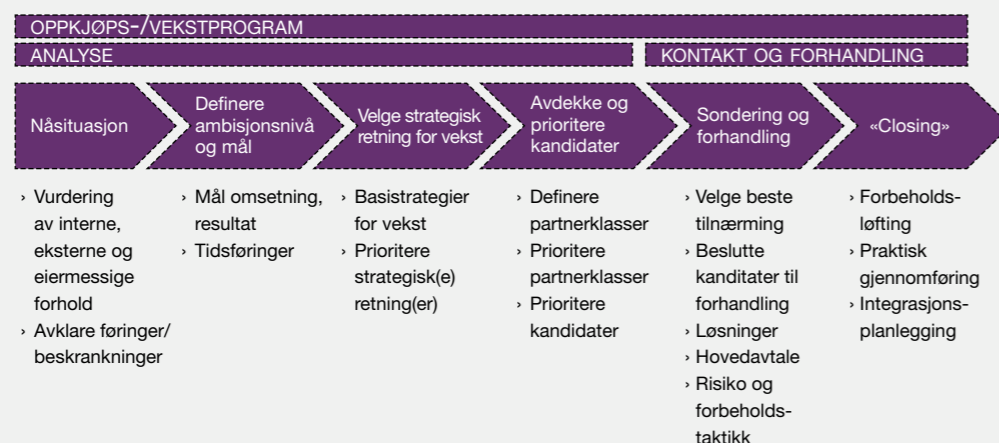 OPPKJØPS-/VEKSTPROGRAM
ANALYSE
KONTAKT OG FORHANDLING
Nåsituasjon
Definere
ambisjonsnivå
og mål
Velge strategisk
retning for vekst
Avdekke og
prioritere
kandidater
Sondering og
forhandling
«Closing»
› Vurdering
av interne,
eksterne og
eiermessige
forhold
› Avklare føringer/
beskrankninger
› Mål omsetning,
resultat
› Tidsføringer
› Basistrategier
for vekst
› Prioritere
strategisk(e)
retning(er)
› Definere
partnerklasser
› Prioritere
partnerklasser
› Prioritere
kandidater
› Velge beste
tilnærming
› Beslutte
kanditater til
forhandling
› Løsninger
› Hovedavtale
› Risiko og
forbeholds-
taktikk
› Forbeholds-
løfting
› Praktisk
gjennomføring
› Integrasjons-
planlegging